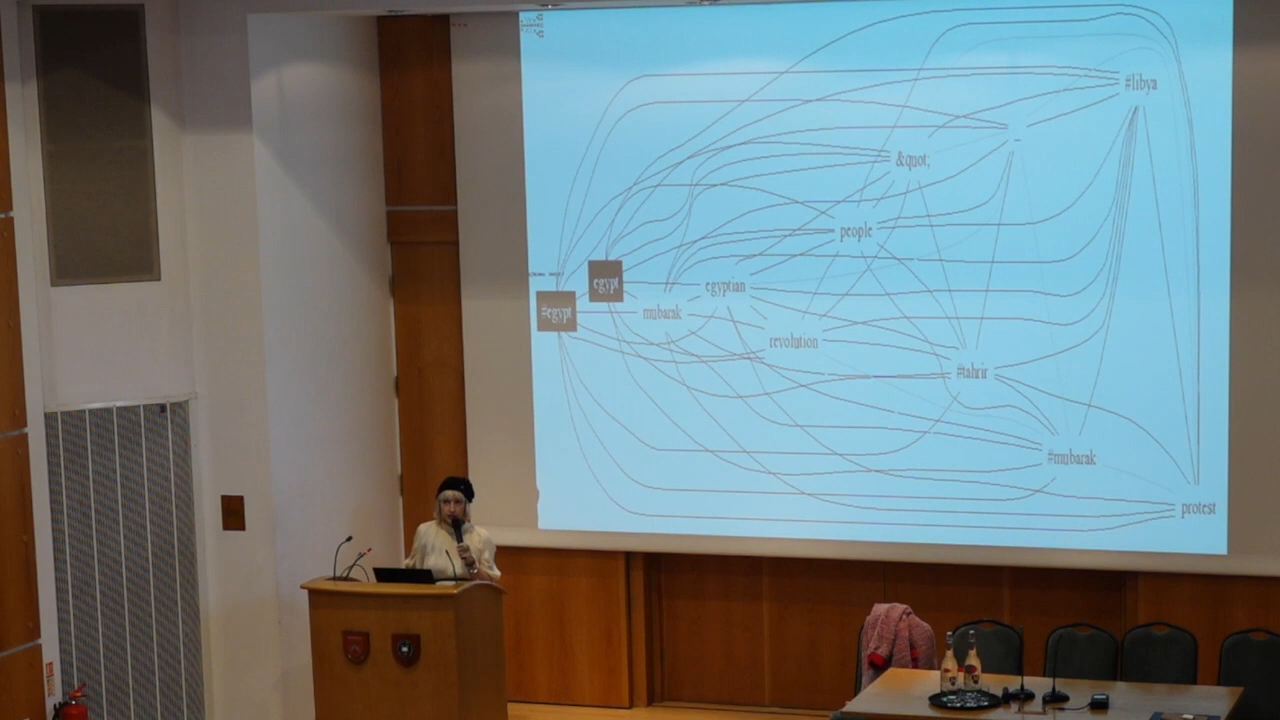 #libya
&quot;
people
egypt
egyptian
#egypt
mubarak
revolution
#tahrir
#mubarak
protest